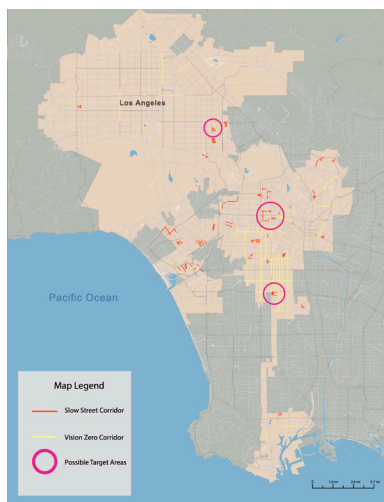 Los Angeles
Pacific Ocean
Map Legend
Slow Street Corridor
Vision Zero Corridor
Possible Target Areas